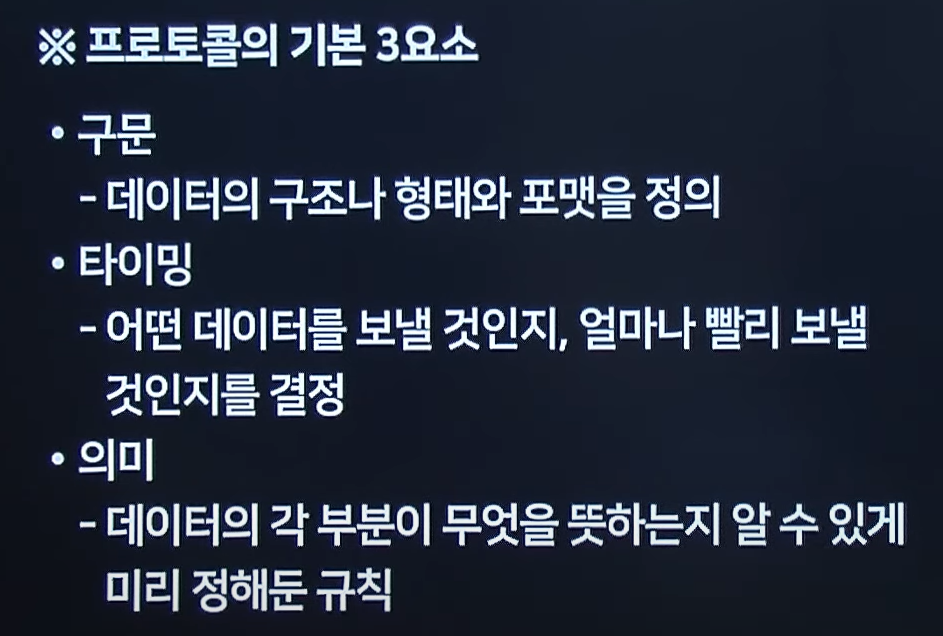 ※ 프로토콜의 기본 3요소
• 구문
- 데이터의 구조나 형태와 포맷을 정의
• 타이밍
- 어떤 데이터를 보낼 것인지, 얼마나 빨리 보낼
것인지를 결정
• 의미
- 데이터의 각 부분이 무엇을 뜻하는지 알 수 있게
미리 정해둔 규칙